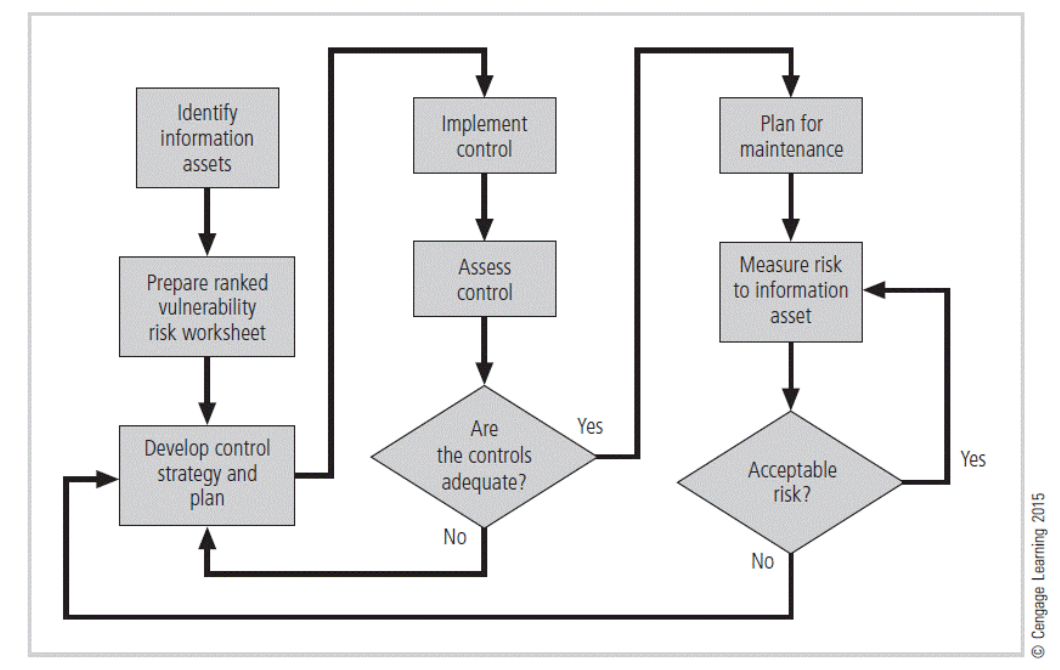 Identify
information
assets
Prepare ranked
vulnerability
risk worksheet
Develop control
strategy and
plan
Implement
control
Assess
control
Are
the controls
adequate?
Yes
No
Plan for
maintenance
Measure risk
to information
asset
Acceptable
risk?
Yes
No
© Cengage Learning 2015